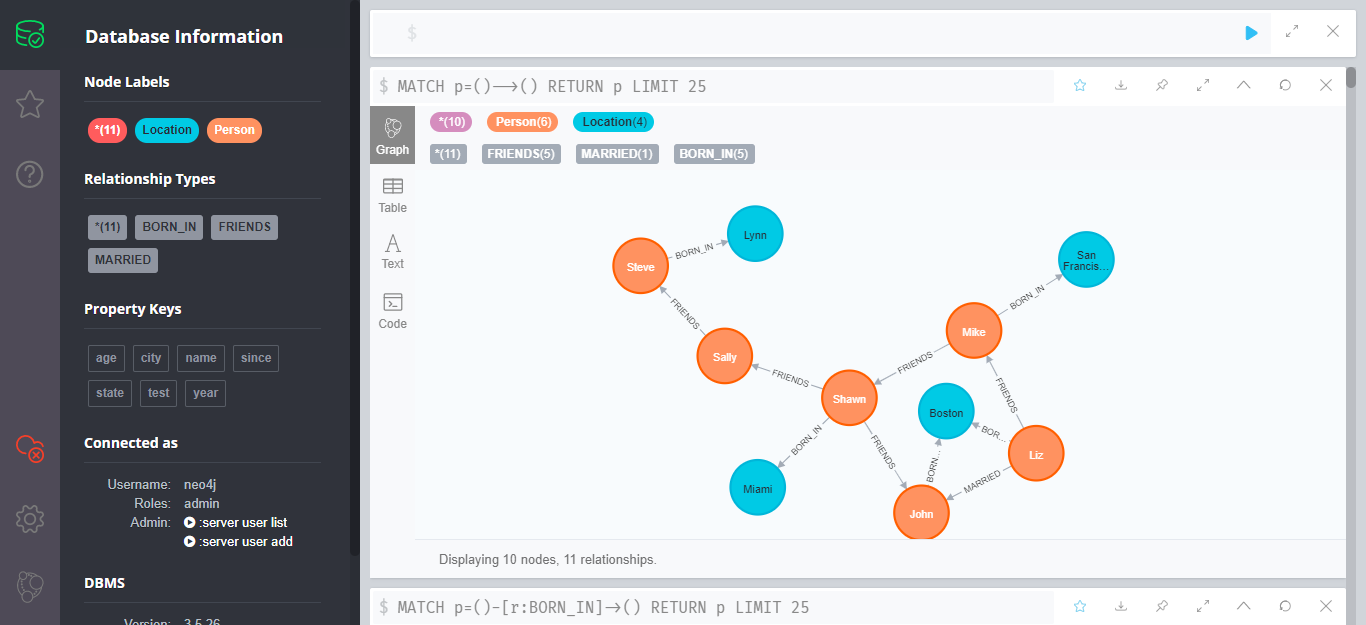 Database Information
Node Labels
*(11) Location Person
Relationship Types
*(11) BORN_IN FRIENDS
MARRIED
Property Keys
age city name since
state test year
Connected as
Username: neo4j
Roles: admin
Admin: :server user list
:server user add
DBMS
Version: 3.5.26
$
$ MATCH p=()-->() RETURN p LIMIT 25
Graph
Table
Text
Code
*(10) Person(6) Location(4)
*(11) FRIENDS(5) MARRIED(1) BORN_IN(5)
Lynn
BORN_IN
Steve
San
Francis...
BORN_IN
FRIENDS
Mike
Sally
FRIENDS
FRIENDS
Shawn
FRIENDS
Boston
BOR...
BORN_IN
FRIENDS
BORN...
Liz
MARRIED
Miami
John
Displaying 10 nodes, 11 relationships.
$ MATCH p=()-[r:BORN_IN]->() RETURN p LIMIT 25